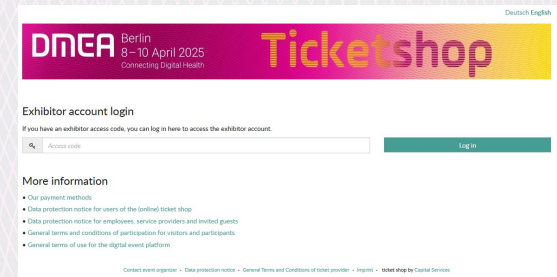 Deutsch English
DMEA
Berlin
8–10 April 2025
Connecting Digital Health
Ticketshop
Exhibitor account login
If you have an exhibitor access code, you can log in here to access the exhibitor account.
Access code
Log in
More information
• Our payment methods
• Data protection notice for users of the (online) ticket shop
• Data protection notice for employees, service providers and invited guests
• General terms and conditions of participation for visitors and participants
• General terms of use for the digital event platform
Contact event organizer • Data protection notice • General Terms and Conditions of ticket provider • Imprint • ticket shop by Capital Services